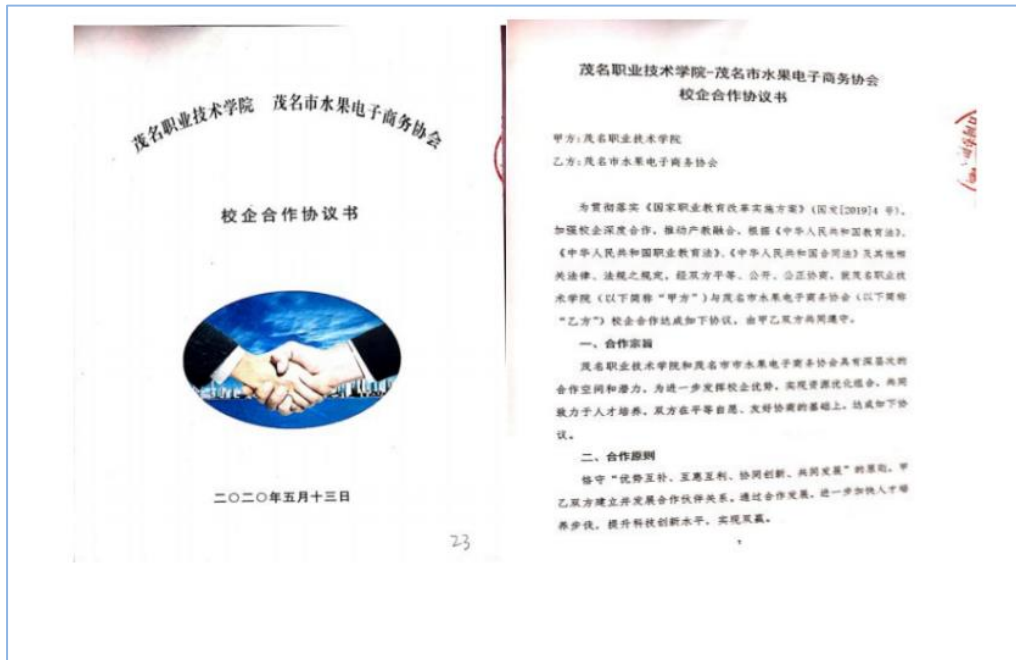 茂名职业技术学院 茂名市水果电子商务协会
校企合作协议书
二〇二〇年五月十三日
23
茂名职业技术学院-茂名市水果电子商务协会
校企合作协议书
甲方:茂名职业技术学院
乙方:茂名市水果电子商务协会
为贯彻落实《国家职业教育改革实施方案》(国发[2019]4 号),
加强校企深度合作,推动产教融合,根据《中华人民共和国教育法》、
《中华人民共和国职业教育法》、《中华人民共和国合同法》及其他相
关法律、法规之规定,经双方平等、公开、公正协商,就茂名职业技
术学院(以下简称“甲方”)与茂名市水果电子商务协会(以下简称
“乙方”)校企合作达成如下协议,由甲乙双方共同遵守。
一、合作宗旨
茂名职业技术学院和茂名市市水果电子商务协会具有深层次的
合作空间和潜力,为进一步发挥校企优势,实现资源优化组合,共同
致力于人才培养,双方在平等自愿、友好协商的基础上,达成如下协
议。
二、合作原则
恪守“优势互补、互惠互利、协同创新、共同发展”的原则,甲
乙双方建立并发展合作伙伴关系,通过合作发展,进一步加快人才培
养步伐,提升科技创新水平,实现双赢。